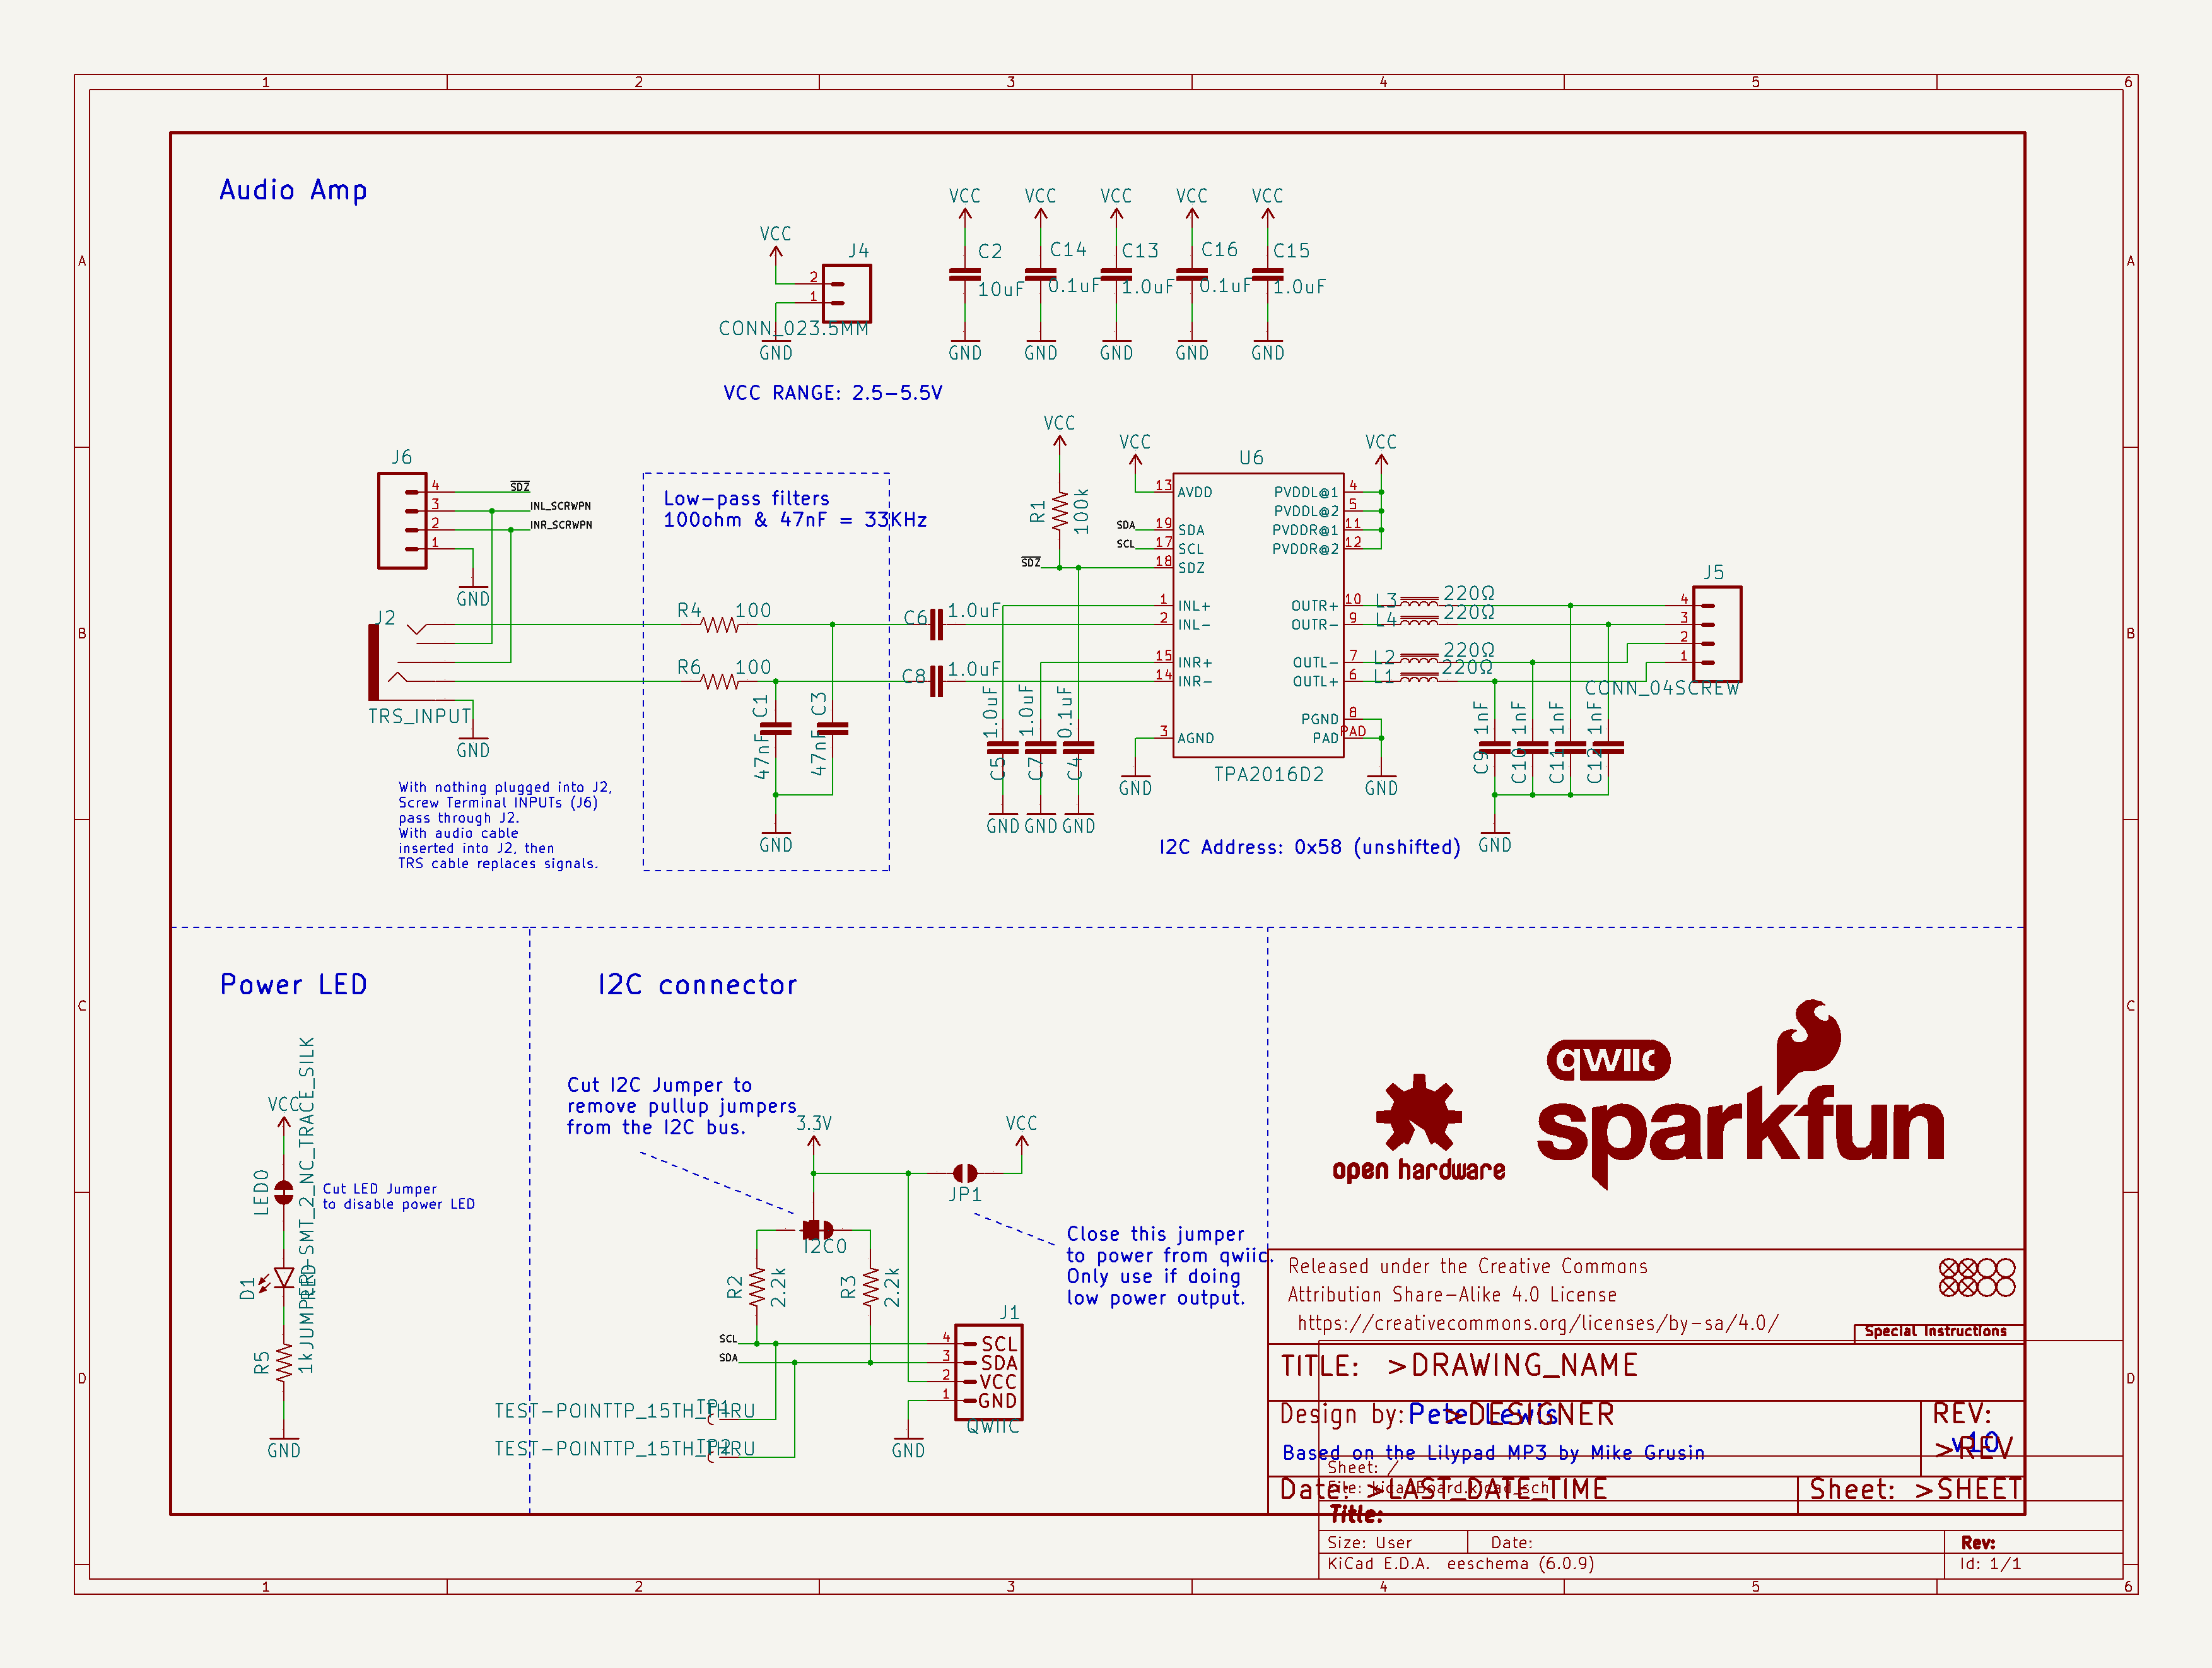 1 2 3 4 5 6
A
B
C
D
Audio Amp
VCC
J4
2
1
CONN_023.5MM
GND
VCC VCC VCC VCC VCC
C2 C14 C13 C16 C15
10uF 0.1uF 1.0uF 0.1uF 1.0uF
GND GND GND GND GND
VCC RANGE: 2.5-5.5V
J6
4
3
2
1
SDZ
INL_SCRWPN
INR_SCRWPN
GND
J2
TRS_INPUT
GND
With nothing plugged into J2,
Screw Terminal INPUTs (J6)
pass through J2.
With audio cable
inserted into J2, then
TRS cable replaces signals.
Low-pass filters
100ohm & 47nF = 33KHz
R4 100
R6 100
C1 47nF
C3 47nF
GND
C6 1.0uF
C8 1.0uF
VCC
R1 100k
VCC
SDA
SCL
SDZ
C5 1.0uF
C7 1.0uF
C4 0.1uF
GND GND GND
U6
13 AVDD
19 SDA
17 SCL
18 SDZ
1 INL+
2 INL-
15 INR+
14 INR-
3 AGND
PVDDL@1 4
PVDDL@2 5
PVDDR@1 11
PVDDR@2 12
OUTR+ 10
OUTR- 9
OUTL- 7
OUTL+ 6
PGND 8
PAD PAD
TPA2016D2
GND
VCC
GND
L3 220Ω
L4 220Ω
L2 220Ω
L1 220Ω
J5
4
3
2
1
CONN_04SCREW
C9 1nF
C10 1nF
C11 1nF
C12 1nF
GND
I2C Address: 0x58 (unshifted)
Power LED
VCC
LED0
JUMPER-SMT_2_NC_TRACE_SILK
Cut LED Jumper
to disable power LED
D1
RED
R5
1k
GND
I2C connector
Cut I2C Jumper to
remove pullup jumpers
from the I2C bus.
3.3V
VCC
JP1
I2C0
Close this jumper
to power from qwiic.
Only use if doing
low power output.
R2 2.2k
R3 2.2k
SCL
SDA
J1
4 SCL
3 SDA
2 VCC
1 GND
QWIIC
TP1
TEST-POINTTP_15TH_THRU
TP2
TEST-POINTTP_15TH_THRU
GND
open hardware
qwiic
sparkfun
Released under the Creative Commons
Attribution Share-Alike 4.0 License
https://creativecommons.org/licenses/by-sa/4.0/
Special Instructions
TITLE: >DRAWING_NAME
Design by: Pete Lewis
>DESIGNER
REV:
v10
>REV
Based on the Lilypad MP3 by Mike Grusin
Date: >LAST_DATE_TIME
Sheet: >SHEET
Sheet: /
File: kicadBoard.kicad_sch
Title:
Size: User
Date:
Rev:
KiCad E.D.A. eeschema (6.0.9)
Id: 1/1
1 2 3 4 5 6
A
B
C
D